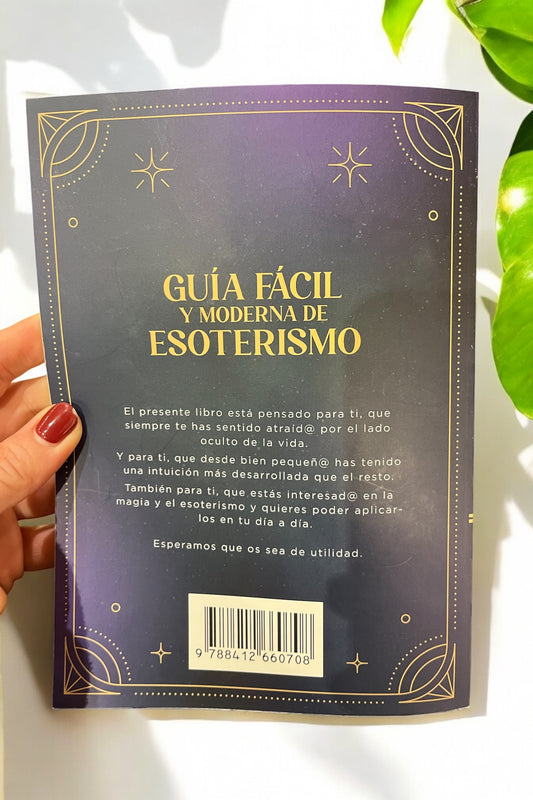 GUÍA FÁCIL
Y MODERNA DE
ESOTERISMO
El presente libro está pensado para ti, que
siempre te has sentido atraíd@ por el lado
oculto de la vida.
Y para ti, que desde bien pequeñ@ has tenido
una intuición más desarrollada que el resto.
También para ti, que estás interesad@ en la
magia y el esoterismo y quieres poder aplicar-
los en tu día a día.
Esperamos que os sea de utilidad.
9 788412 660708